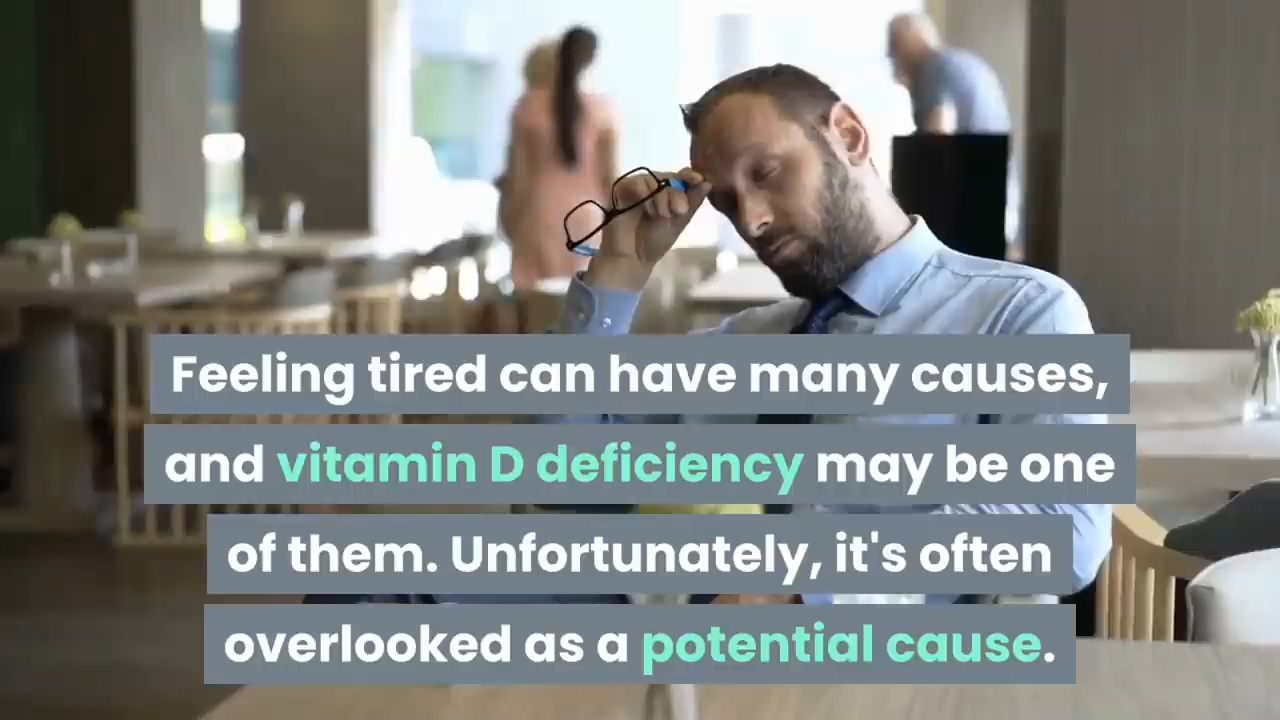 Feeling tired can have many causes,
and vitamin D deficiency may be one
of them. Unfortunately, it's often
overlooked as a potential cause.